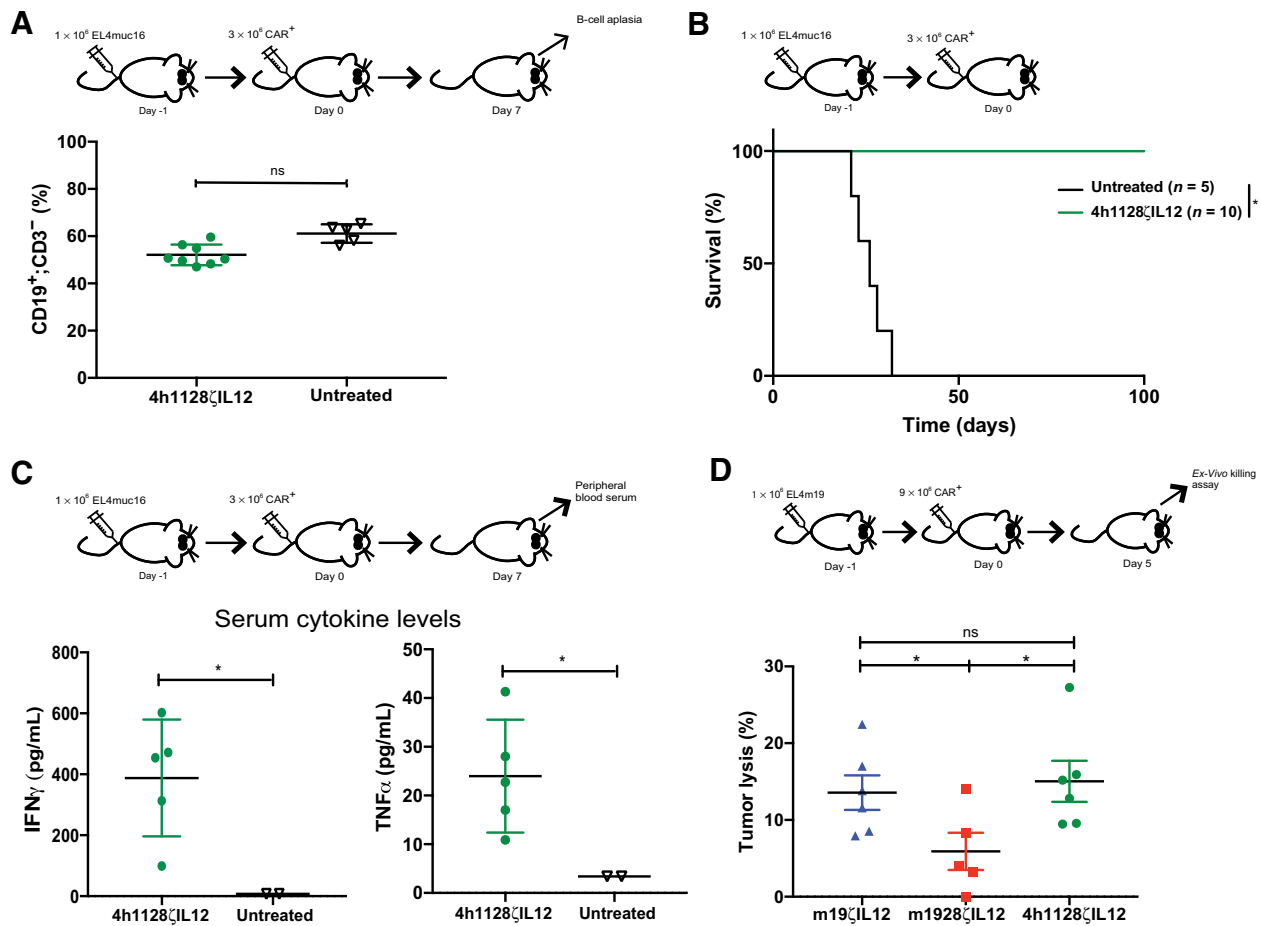 A
1 × 10⁶ EL4muc16
3 × 10⁶ CAR⁺
B-cell aplasia
Day -1
Day 0
Day 7
100
80
60
40
20
0
CD19⁺;CD3⁻ (%)
ns
4h1128ζIL12
Untreated
B
1 × 10⁶ EL4muc16
3 × 10⁶ CAR⁺
Day -1
Day 0
100
50
0
Survival (%)
Untreated (n = 5)
4h1128ζIL12 (n = 10)
*
0
50
100
Time (days)
C
1 × 10⁶ EL4muc16
3 × 10⁶ CAR⁺
Peripheral
blood serum
Day -1
Day 0
Day 7
Serum cytokine levels
800
600
400
200
0
IFNγ (pg/mL)
*
4h1128ζIL12
Untreated
50
40
30
20
10
0
TNFα (pg/mL)
*
4h1128ζIL12
Untreated
D
1 × 10⁶ EL4m19
9 × 10⁶ CAR⁺
Ex-Vivo killing
assay
Day -1
Day 0
Day 5
ns
*
*
30
20
10
0
Tumor lysis (%)
m19ζIL12
m1928ζIL12
4h1128ζIL12